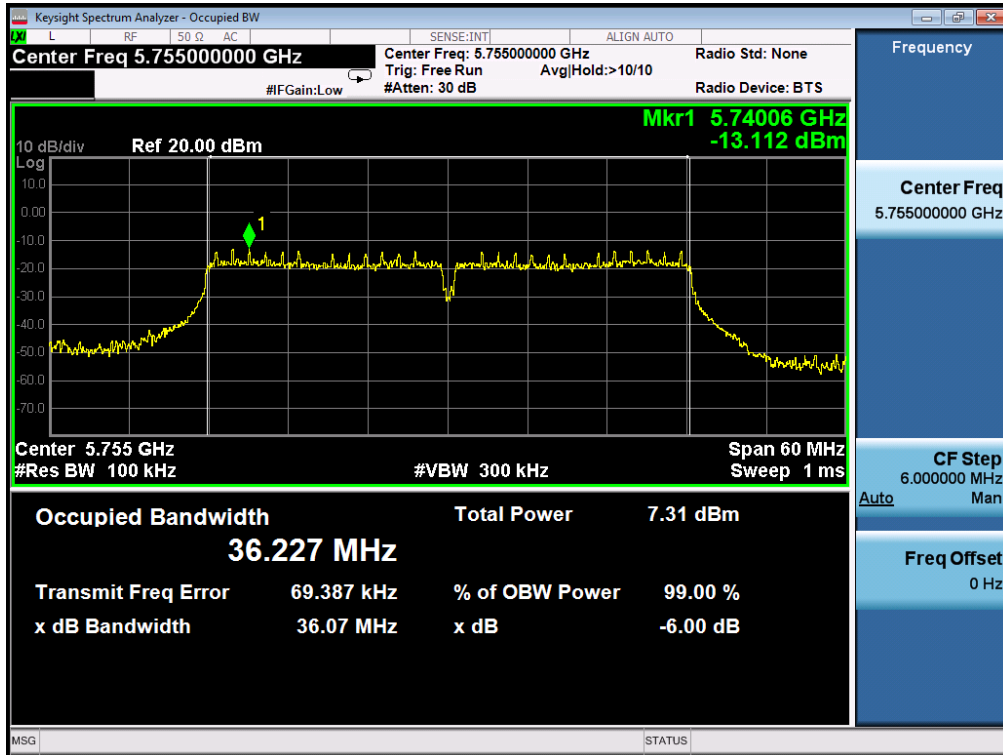 Keysight Spectrum Analyzer - Occupied BW
LXI L RF 50 Ω AC SENSE:INT ALIGN AUTO
Center Freq 5.755000000 GHz
Center Freq: 5.755000000 GHz
Radio Std: None
Trig: Free Run Avg|Hold:>10/10
#IFGain:Low
#Atten: 30 dB
Radio Device: BTS
Mkr1 5.74006 GHz
-13.112 dBm
10 dB/div Ref 20.00 dBm
Log
10.0
0.00
-10.0
-20.0
-30.0
-40.0
-50.0
-60.0
-70.0
1
Center 5.755 GHz Span 60 MHz
#Res BW 100 kHz #VBW 300 kHz Sweep 1 ms
Occupied Bandwidth
36.227 MHz
Total Power 7.31 dBm
Transmit Freq Error 69.387 kHz
% of OBW Power 99.00 %
x dB Bandwidth 36.07 MHz
x dB -6.00 dB
Frequency
Center Freq
5.755000000 GHz
CF Step
6.000000 MHz
Auto Man
Freq Offset
0 Hz
MSG STATUS